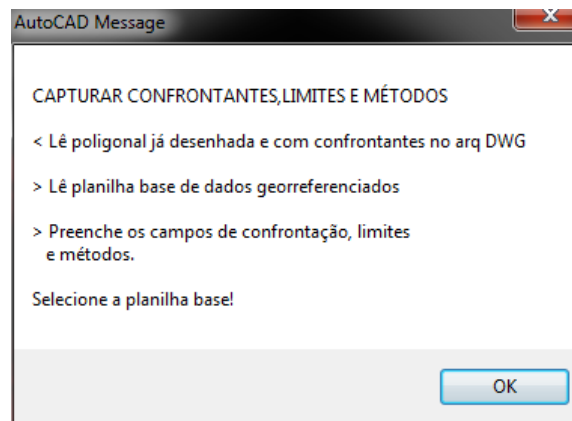 AutoCAD Message
CAPTURAR CONFRONTANTES,LIMITES E MÉTODOS
< Lê poligonal já desenhada e com confrontantes no arq DWG
> Lê planilha base de dados georreferenciados
> Preenche os campos de confrontação, limites
e métodos.
Selecione a planilha base!
OK